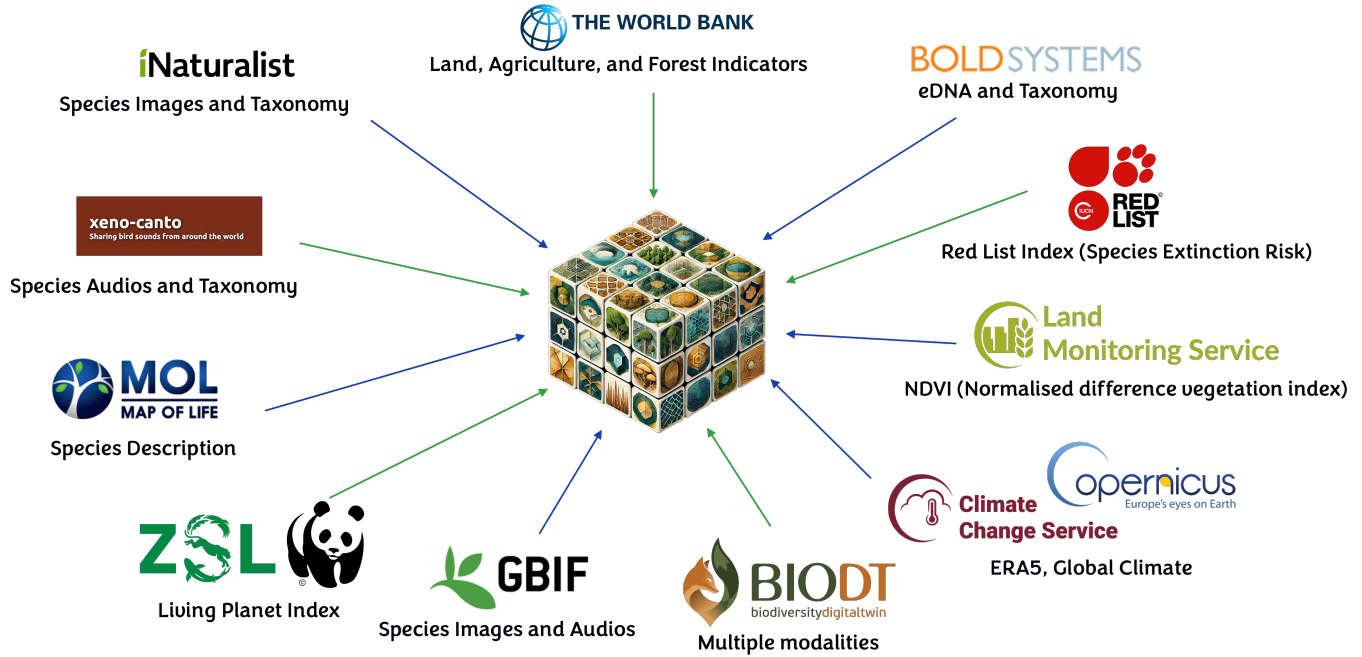 THE WORLD BANK
Land, Agriculture, and Forest Indicators
iNaturalist
Species Images and Taxonomy
BOLDSYSTEMS
eDNA and Taxonomy
IUCN
RED
LIST
Red List Index (Species Extinction Risk)
xeno-canto
Sharing bird sounds from around the world
Species Audios and Taxonomy
Land
Monitoring Service
NDVI (Normalised difference vegetation index)
MOL
MAP OF LIFE
Species Description
opernicus
Europe's eyes on Earth
Climate
Change Service
ERA5, Global Climate
ZSL
©
Living Planet Index
GBIF
Species Images and Audios
BIODT
biodiversitydigitaltwin
Multiple modalities